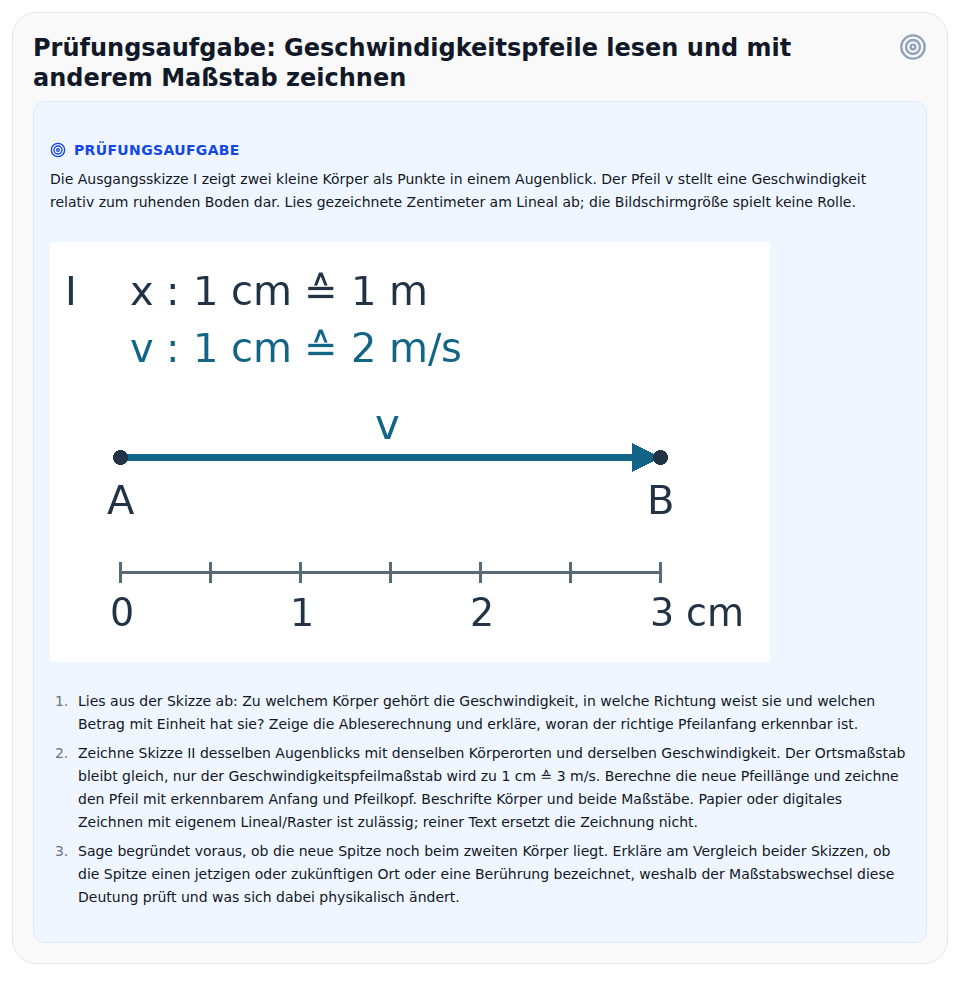 Prüfungsaufgabe: Geschwindigkeitspfeile lesen und mit
anderem Maßstab zeichnen
PRÜFUNGSAUFGABE
Die Ausgangsskizze I zeigt zwei kleine Körper als Punkte in einem Augenblick. Der Pfeil v stellt eine Geschwindigkeit
relativ zum ruhenden Boden dar. Lies gezeichnete Zentimeter am Lineal ab; die Bildschirmgröße spielt keine Rolle.
I x : 1 cm ≙ 1 m
v : 1 cm ≙ 2 m/s
v
A B
0 1 2 3 cm
1. Lies aus der Skizze ab: Zu welchem Körper gehört die Geschwindigkeit, in welche Richtung weist sie und welchen
Betrag mit Einheit hat sie? Zeige die Ableserechnung und erkläre, woran der richtige Pfeilanfang erkennbar ist.
2. Zeichne Skizze II desselben Augenblicks mit denselben Körperorten und derselben Geschwindigkeit. Der Ortsmaßstab
bleibt gleich, nur der Geschwindigkeitspfeilmaßstab wird zu 1 cm ≙ 3 m/s. Berechne die neue Pfeillänge und zeichne
den Pfeil mit erkennbarem Anfang und Pfeilkopf. Beschrifte Körper und beide Maßstäbe. Papier oder digitales
Zeichnen mit eigenem Lineal/Raster ist zulässig; reiner Text ersetzt die Zeichnung nicht.
3. Sage begründet voraus, ob die neue Spitze noch beim zweiten Körper liegt. Erkläre am Vergleich beider Skizzen, ob
die Spitze einen jetzigen oder zukünftigen Ort oder eine Berührung bezeichnet, weshalb der Maßstabswechsel diese
Deutung prüft und was sich dabei physikalisch ändert.